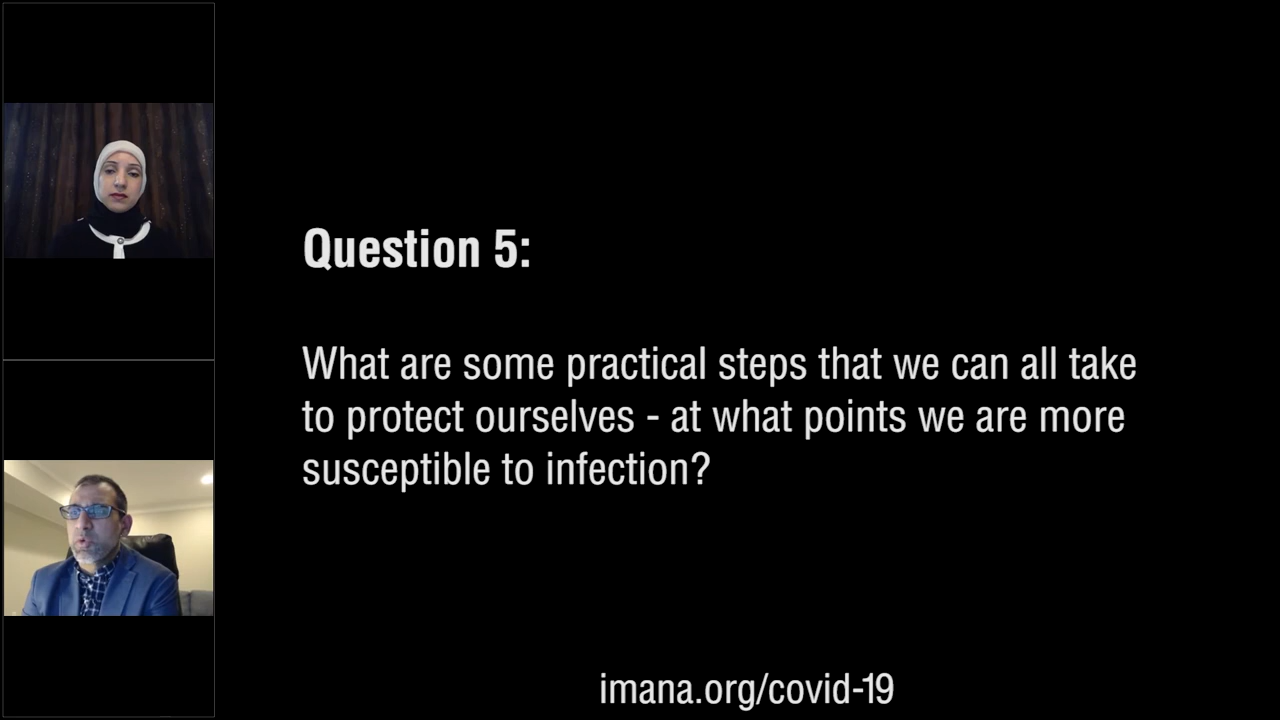 Question 5:
What are some practical steps that we can all take
to protect ourselves - at what points we are more
susceptible to infection?
imana.org/covid-19